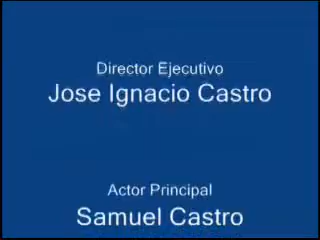 Director Ejecutivo
Jose Ignacio Castro
Actor Principal
Samuel Castro